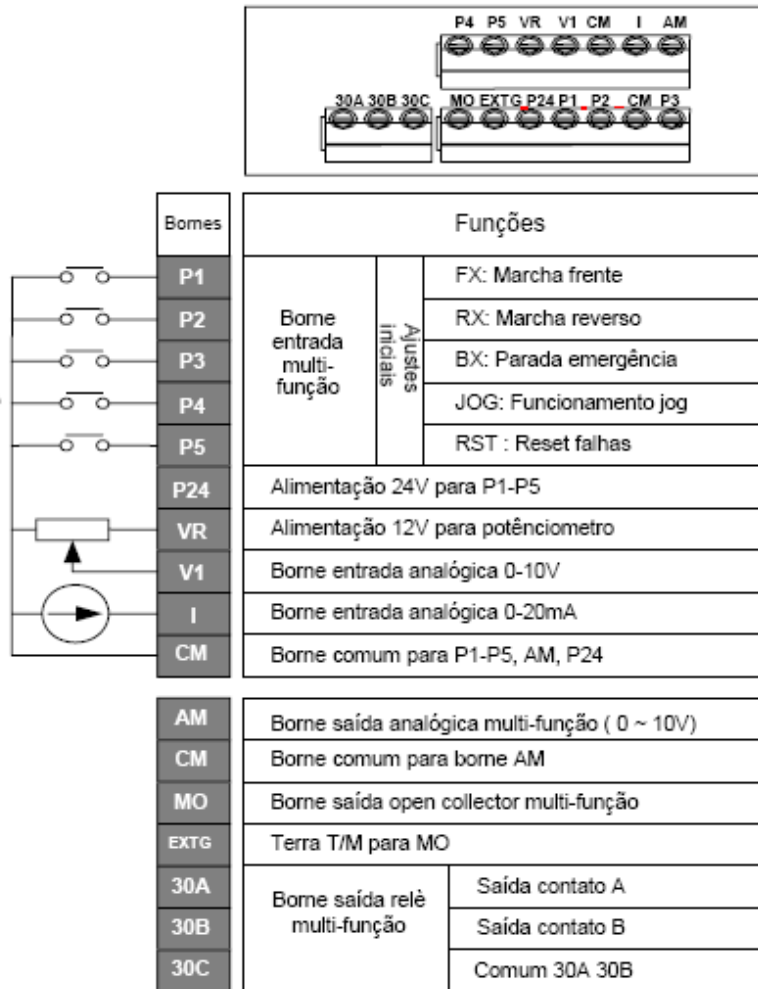 P4 P5 VR V1 CM I AM
30A 30B 30C MO EXTG P24 P1 P2 CM P3
Bornes Funções
P1 Borne entrada multi-função Ajustes iniciais FX: Marcha frente
P2 RX: Marcha reverso
P3 BX: Parada emergência
P4 JOG: Funcionamento jog
P5 RST : Reset falhas
P24 Alimentação 24V para P1-P5
VR Alimentação 12V para potênciometro
V1 Borne entrada analógica 0-10V
I Borne entrada analógica 0-20mA
CM Borne comum para P1-P5, AM, P24
AM Borne saída analógica multi-função ( 0 ~ 10V)
CM Borne comum para borne AM
MO Borne saída open collector multi-função
EXTG Terra T/M para MO
30A Borne saída relè multi-função Saída contato A
30B Saída contato B
30C Comum 30A 30B